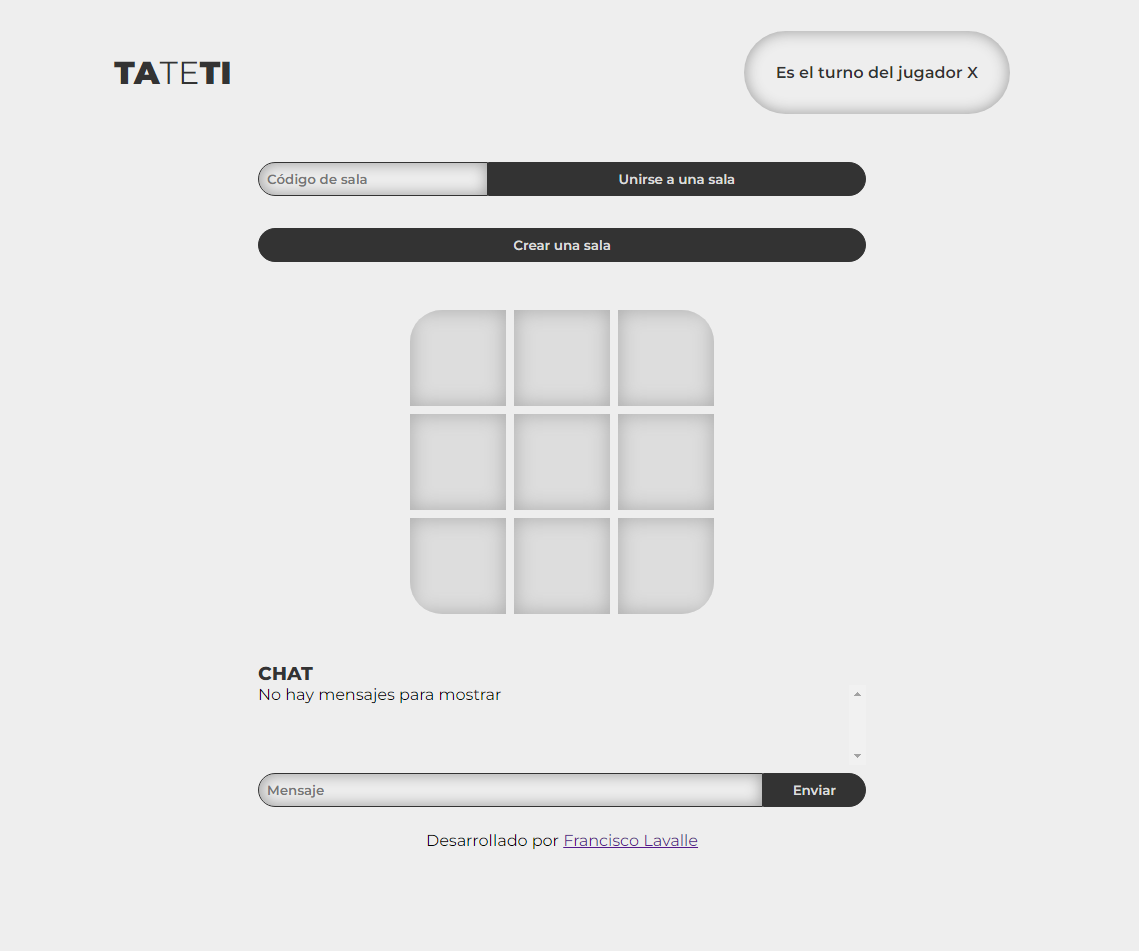 TATETI
Es el turno del jugador X
Código de sala
Unirse a una sala
Crear una sala
CHAT
No hay mensajes para mostrar
Mensaje
Enviar
Desarrollado por Francisco Lavalle